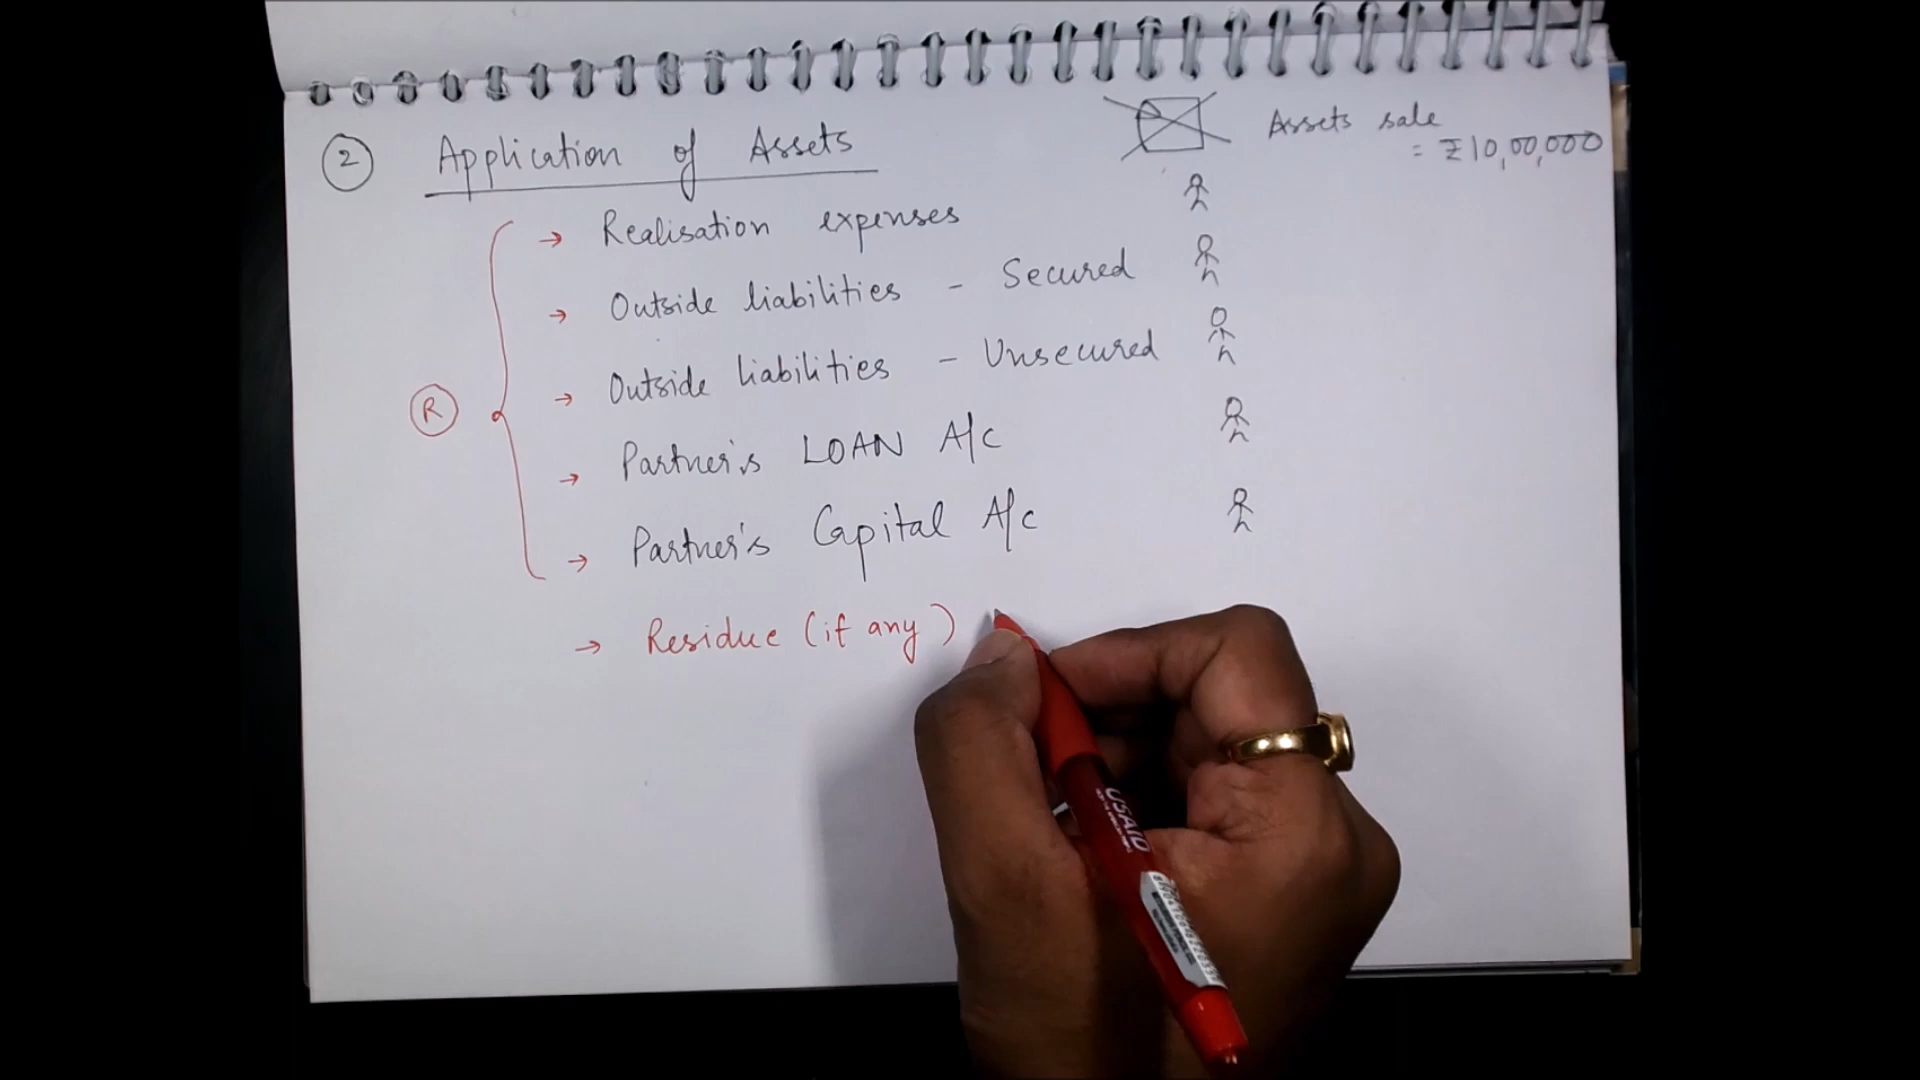 ② Application of Assets
Assets sale
= ₹10,00,000
→ Realisation expenses
→ Outside liabilities - Secured
→ Outside liabilities - Unsecured
Ⓡ
→ Partner's LOAN A/c
→ Partner's Capital A/c
→ Residue (if any)
USAID